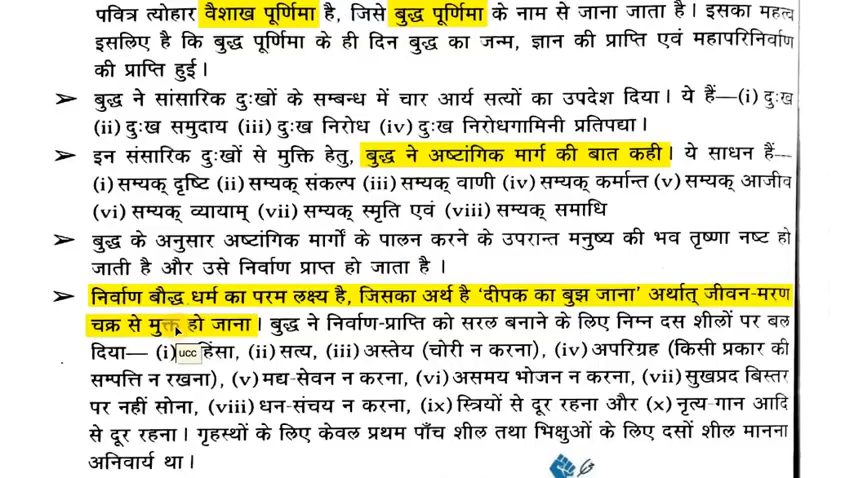 पवित्र त्योहार वैशाख पूर्णिमा है, जिसे बुद्ध पूर्णिमा के नाम से जाना जाता है। इसका महत्व
इसलिए है कि बुद्ध पूर्णिमा के ही दिन बुद्ध का जन्म, ज्ञान की प्राप्ति एवं महापरिनिर्वाण
की प्राप्ति हुई।
➢ बुद्ध ने सांसारिक दुःखों के सम्बन्ध में चार आर्य सत्यों का उपदेश दिया। ये हैं—(i) दुःख
(ii) दुःख समुदाय (iii) दुःख निरोध (iv) दुःख निरोधगामिनी प्रतिपद्या।
➢ इन संसारिक दुःखों से मुक्ति हेतु, बुद्ध ने अष्टांगिक मार्ग की बात कही। ये साधन हैं—
(i) सम्यक् दृष्टि (ii) सम्यक् संकल्प (iii) सम्यक् वाणी (iv) सम्यक् कर्मान्त (v) सम्यक् आजीव
(vi) सम्यक् व्यायाम् (vii) सम्यक् स्मृति एवं (viii) सम्यक् समाधि
➢ बुद्ध के अनुसार अष्टांगिक मार्गों के पालन करने के उपरान्त मनुष्य की भव तृष्णा नष्ट हो
जाती है और उसे निर्वाण प्राप्त हो जाता है।
➢ निर्वाण बौद्ध धर्म का परम लक्ष्य है, जिसका अर्थ है ‘दीपक का बुझ जाना’ अर्थात् जीवन-मरण
चक्र से मुक्त हो जाना। बुद्ध ने निर्वाण-प्राप्ति को सरल बनाने के लिए निम्न दस शीलों पर बल
दिया— (i) ucc हिंसा, (ii) सत्य, (iii) अस्तेय (चोरी न करना), (iv) अपरिग्रह (किसी प्रकार की
सम्पत्ति न रखना), (v) मद्य-सेवन न करना, (vi) असमय भोजन न करना, (vii) सुखप्रद बिस्तर
पर नहीं सोना, (viii) धन-संचय न करना, (ix) स्त्रियों से दूर रहना और (x) नृत्य-गान आदि
से दूर रहना। गृहस्थों के लिए केवल प्रथम पाँच शील तथा भिक्षुओं के लिए दसों शील मानना
अनिवार्य था।